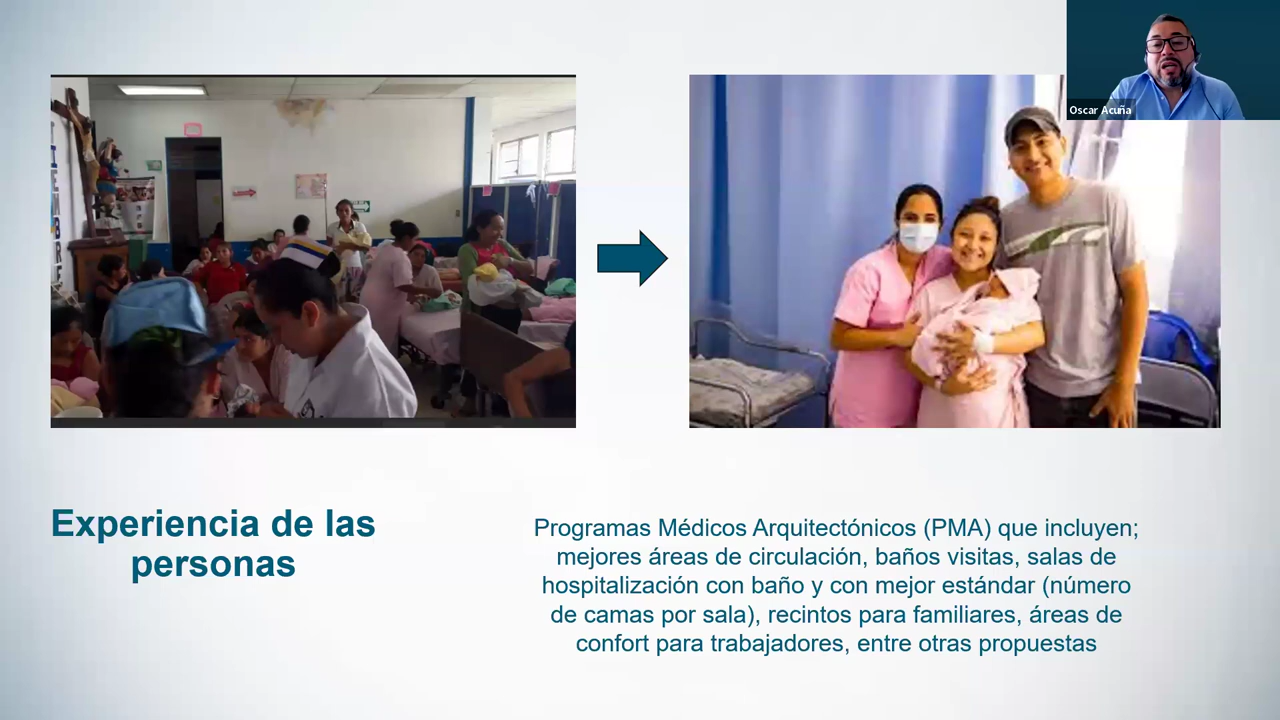 Oscar Acuña
Experiencia de las
personas
Programas Médicos Arquitectónicos (PMA) que incluyen;
mejores áreas de circulación, baños visitas, salas de
hospitalización con baño y con mejor estándar (número
de camas por sala), recintos para familiares, áreas de
confort para trabajadores, entre otras propuestas